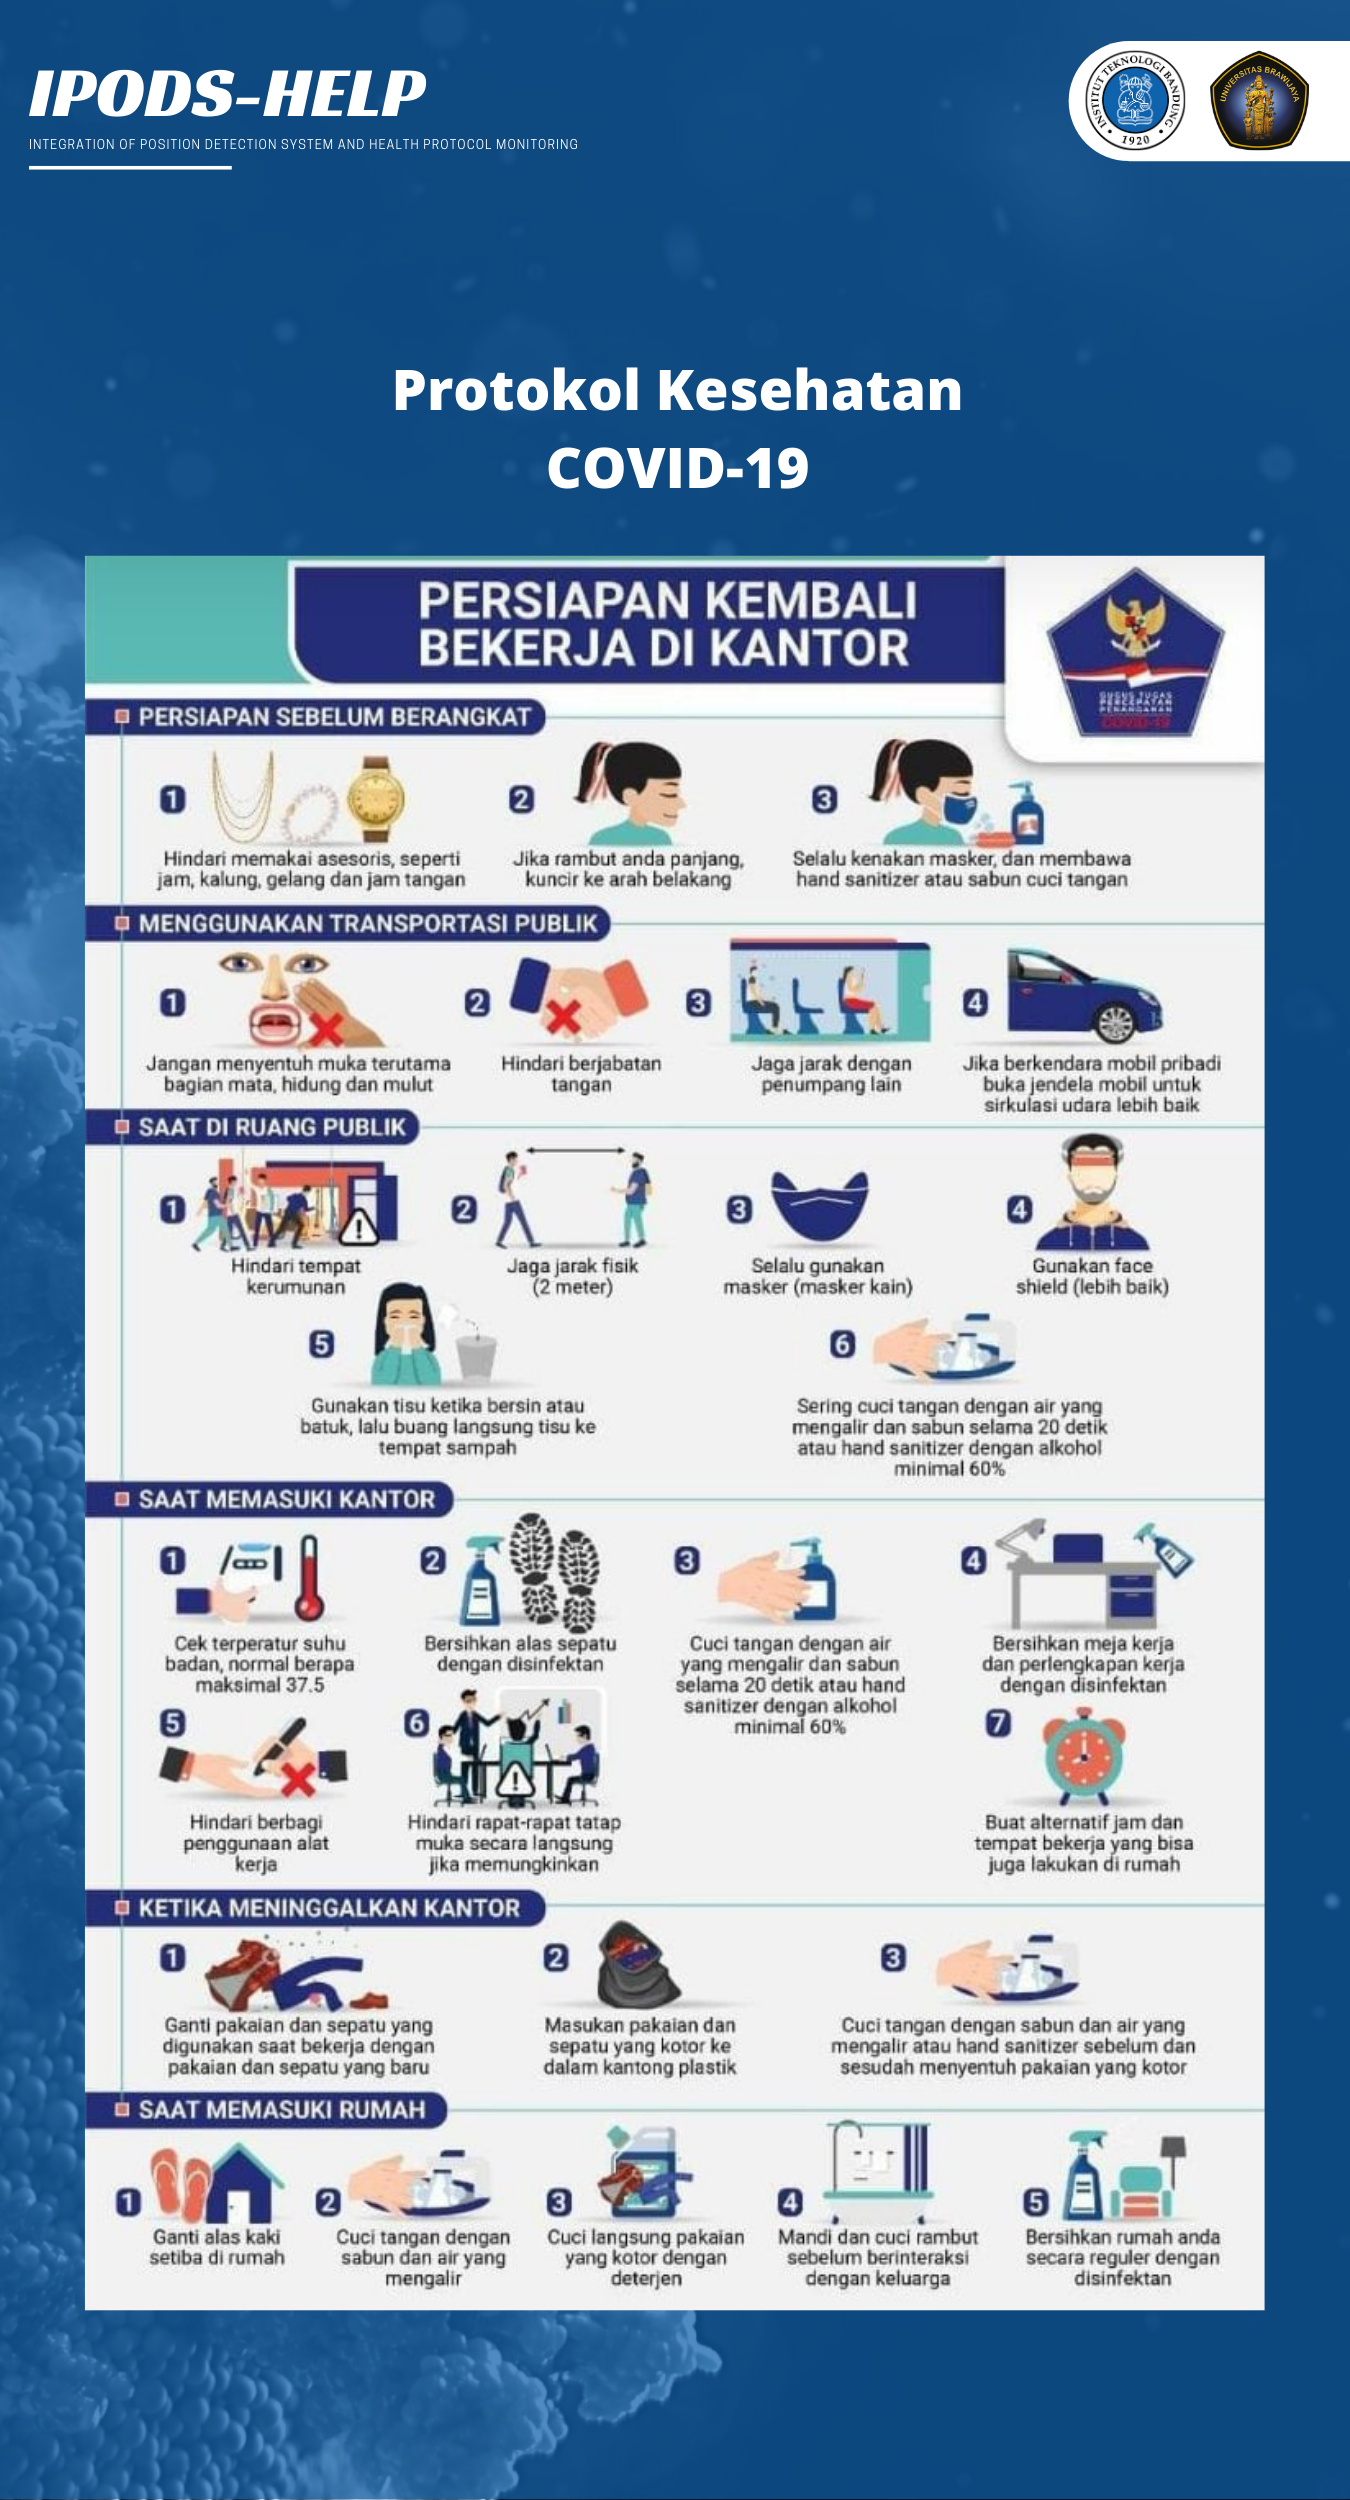 IPODS-HELP
INTEGRATION OF POSITION DETECTION SYSTEM AND HEALTH PROTOCOL MONITORING
INSTITUT TEKNOLOGI BANDUNG
1920
UNIVERSITAS BRAWIJAYA
Protokol Kesehatan
COVID-19
PERSIAPAN KEMBALI
BEKERJA DI KANTOR
GUGUS TUGAS
PERCEPATAN
PENANGANAN
COVID-19
PERSIAPAN SEBELUM BERANGKAT
1
Hindari memakai asesoris, seperti
jam, kalung, gelang dan jam tangan
2
Jika rambut anda panjang,
kuncir ke arah belakang
3
Selalu kenakan masker, dan membawa
hand sanitizer atau sabun cuci tangan
MENGGUNAKAN TRANSPORTASI PUBLIK
1
Jangan menyentuh muka terutama
bagian mata, hidung dan mulut
2
Hindari berjabatan
tangan
3
Jaga jarak dengan
penumpang lain
4
Jika berkendara mobil pribadi
buka jendela mobil untuk
sirkulasi udara lebih baik
SAAT DI RUANG PUBLIK
1
Hindari tempat
kerumunan
2
Jaga jarak fisik
(2 meter)
3
Selalu gunakan
masker (masker kain)
4
Gunakan face
shield (lebih baik)
5
Gunakan tisu ketika bersin atau
batuk, lalu buang langsung tisu ke
tempat sampah
6
Sering cuci tangan dengan air yang
mengalir dan sabun selama 20 detik
atau hand sanitizer dengan alkohol
minimal 60%
SAAT MEMASUKI KANTOR
1
Cek terperatur suhu
badan, normal berapa
maksimal 37.5
2
Bersihkan alas sepatu
dengan disinfektan
3
Cuci tangan dengan air
yang mengalir dan sabun
selama 20 detik atau hand
sanitizer dengan alkohol
minimal 60%
4
Bersihkan meja kerja
dan perlengkapan kerja
dengan disinfektan
5
Hindari berbagi
penggunaan alat
kerja
6
Hindari rapat-rapat tatap
muka secara langsung
jika memungkinkan
7
Buat alternatif jam dan
tempat bekerja yang bisa
juga lakukan di rumah
KETIKA MENINGGALKAN KANTOR
1
Ganti pakaian dan sepatu yang
digunakan saat bekerja dengan
pakaian dan sepatu yang baru
2
Masukan pakaian dan
sepatu yang kotor ke
dalam kantong plastik
3
Cuci tangan dengan sabun dan air yang
mengalir atau hand sanitizer sebelum dan
sesudah menyentuh pakaian yang kotor
SAAT MEMASUKI RUMAH
1
Ganti alas kaki
setiba di rumah
2
Cuci tangan dengan
sabun dan air yang
mengalir
3
Cuci langsung pakaian
yang kotor dengan
deterjen
4
Mandi dan cuci rambut
sebelum berinteraksi
dengan keluarga
5
Bersihkan rumah anda
secara reguler dengan
disinfektan